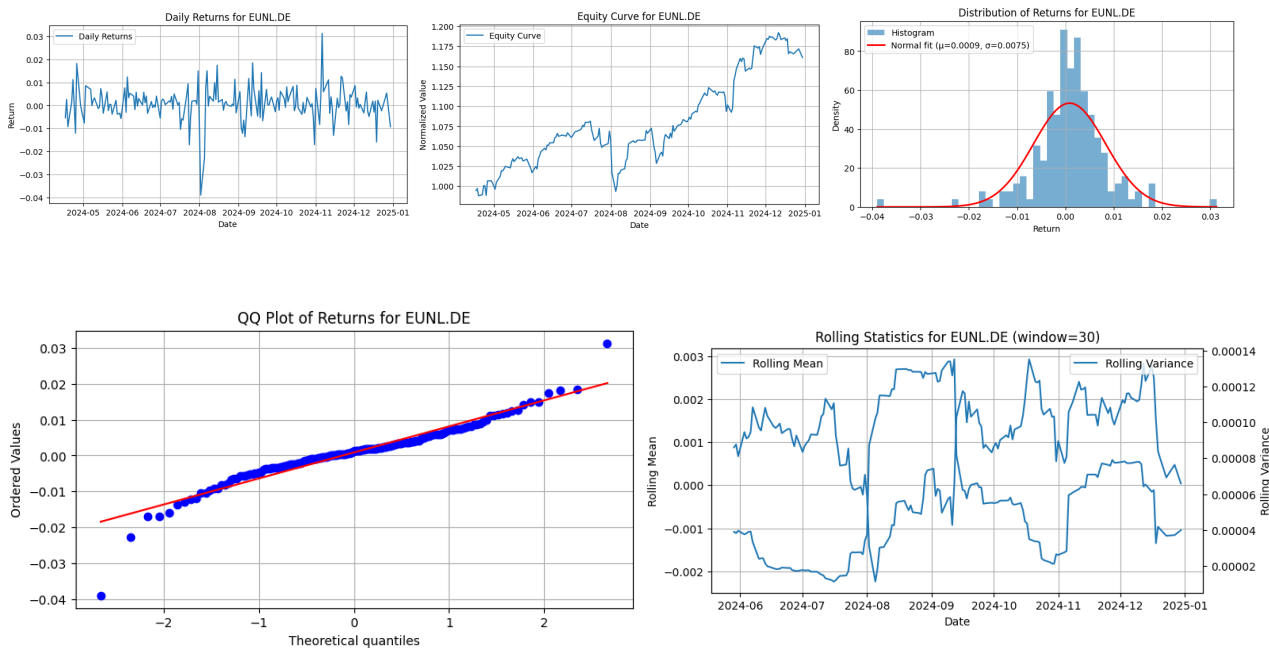 Daily Returns for EUNL.DE
Daily Returns
0.03
0.02
0.01
0.00
−0.01
−0.02
−0.03
−0.04
Return
2024-05 2024-06 2024-07 2024-08 2024-09 2024-10 2024-11 2024-12 2025-01
Date
Equity Curve for EUNL.DE
Equity Curve
1.200
1.175
1.150
1.125
1.100
1.075
1.050
1.025
1.000
Normalized Value
2024-05 2024-06 2024-07 2024-08 2024-09 2024-10 2024-11 2024-12 2025-01
Date
Distribution of Returns for EUNL.DE
Histogram
Normal fit (μ=0.0009, σ=0.0075)
80
60
40
20
0
Density
−0.04 −0.03 −0.02 −0.01 0.00 0.01 0.02 0.03
Return
QQ Plot of Returns for EUNL.DE
0.03
0.02
0.01
0.00
−0.01
−0.02
−0.03
−0.04
Ordered Values
−2 −1 0 1 2
Theoretical quantiles
Rolling Statistics for EUNL.DE (window=30)
Rolling Mean
Rolling Variance
0.003
0.002
0.001
0.000
−0.001
−0.002
Rolling Mean
0.00014
0.00012
0.00010
0.00008
0.00006
0.00004
0.00002
Rolling Variance
2024-06 2024-07 2024-08 2024-09 2024-10 2024-11 2024-12 2025-01
Date